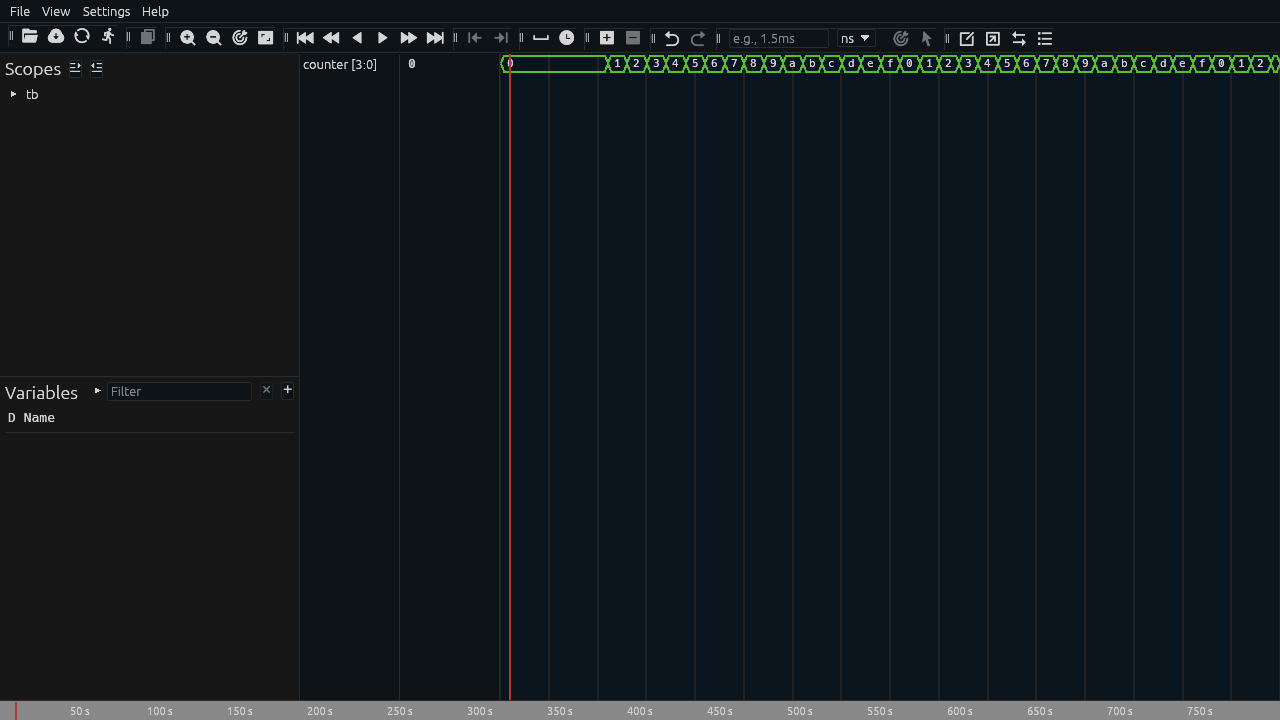 File View Settings Help
e.g., 1.5ms ns
Scopes
tb
Variables Filter
D Name
counter [3:0] 0 0 1 2 3 4 5 6 7 8 9 a b c d e f 0 1 2 3 4 5 6 7 8 9 a b c d e f 0 1 2
50 s 100 s 150 s 200 s 250 s 300 s 350 s 400 s 450 s 500 s 550 s 600 s 650 s 700 s 750 s